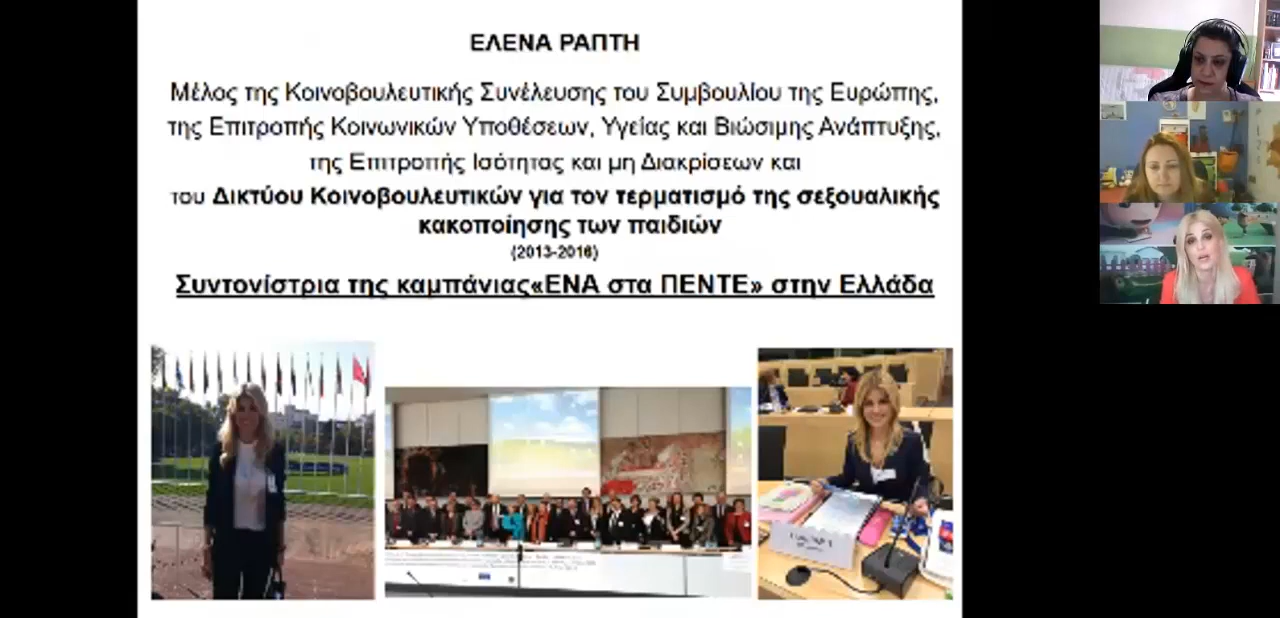 ΕΛΕΝΑ ΡΑΠΤΗ
Μέλος της Κοινοβουλευτικής Συνέλευσης του Συμβουλίου της Ευρώπης,
της Επιτροπής Κοινωνικών Υποθέσεων, Υγείας και Βιώσιμης Ανάπτυξης,
της Επιτροπής Ισότητας και μη Διακρίσεων και
του Δικτύου Κοινοβουλευτικών για τον τερματισμό της σεξουαλικής
κακοποίησης των παιδιών
(2013-2016)
Συντονίστρια της καμπάνιας«ΕΝΑ στα ΠΕΝΤΕ» στην Ελλάδα